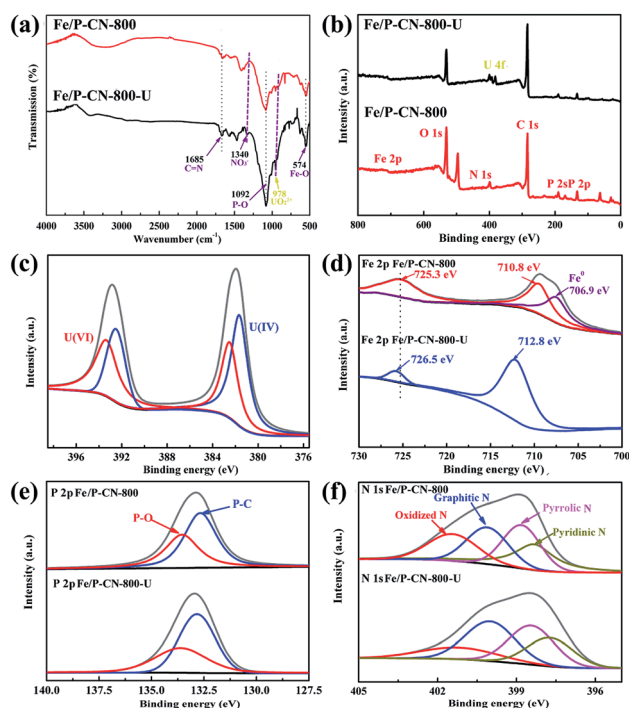 (a)
Fe/P-CN-800
Fe/P-CN-800-U
1685
C=N
1340
NO₃⁻
1092
P-O
978
UO₂²⁺
574
Fe-O
Transmission (%)
4000 3500 3000 2500 2000 1500 1000 500
Wavenumber (cm⁻¹)
(b)
Fe/P-CN-800-U
U 4f
Fe/P-CN-800
O 1s
C 1s
Fe 2p
N 1s
P 2s P 2p
Intensity (a.u.)
800 700 600 500 400 300 200 100 0
Binding energy (eV)
(c)
U(VI)
U(IV)
Intensity (a.u.)
396 392 388 384 380 376
Binding energy (eV)
(d)
Fe 2p Fe/P-CN-800
725.3 eV
710.8 eV
Fe⁰
706.9 eV
Fe 2p Fe/P-CN-800-U
726.5 eV
712.8 eV
Intensity (a.u.)
730 725 720 715 710 705 700
Binding energy (eV)
(e)
P 2p Fe/P-CN-800
P-O
P-C
P 2p Fe/P-CN-800-U
Intensity (a.u.)
140.0 137.5 135.0 132.5 130.0 127.5
Binding energy (eV)
(f)
N 1s Fe/P-CN-800
Oxidized N
Graphitic N
Pyrrolic N
Pyridinic N
N 1s Fe/P-CN-800-U
Intensity (a.u.)
405 402 399 396
Binding energy (eV)